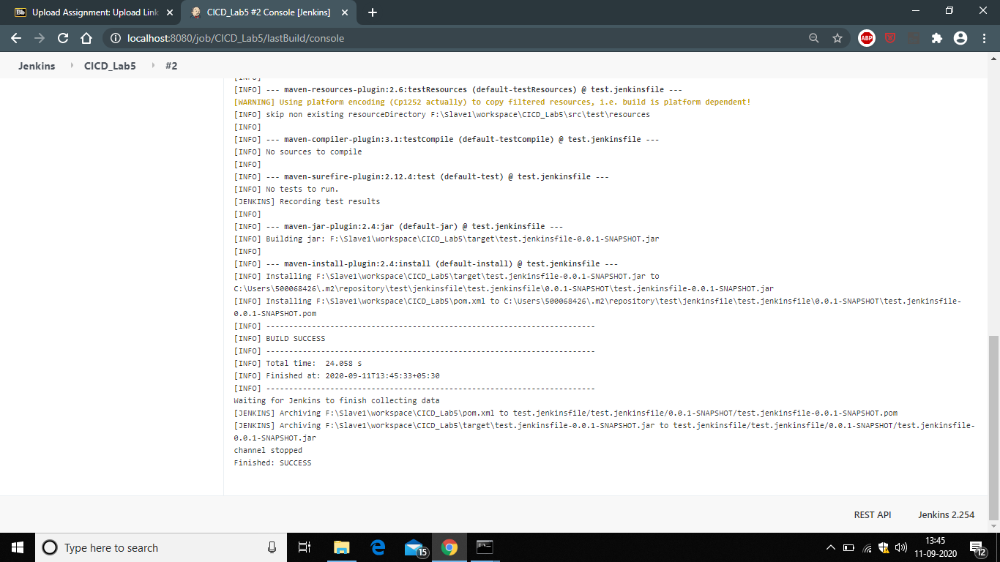 Bb Upload Assignment: Upload Link
CICD_Lab5 #2 Console [Jenkins]
localhost:8080/job/CICD_Lab5/lastBuild/console
ABP
Jenkins CICD_Lab5 #2
[INFO]
[INFO] --- maven-resources-plugin:2.6:testResources (default-testResources) @ test.jenkinsfile ---
[WARNING] Using platform encoding (Cp1252 actually) to copy filtered resources, i.e. build is platform dependent!
[INFO] skip non existing resourceDirectory F:\Slave1\workspace\CICD_Lab5\src\test\resources
[INFO]
[INFO] --- maven-compiler-plugin:3.1:testCompile (default-testCompile) @ test.jenkinsfile ---
[INFO] No sources to compile
[INFO]
[INFO] --- maven-surefire-plugin:2.12.4:test (default-test) @ test.jenkinsfile ---
[INFO] No tests to run.
[JENKINS] Recording test results
[INFO]
[INFO] --- maven-jar-plugin:2.4:jar (default-jar) @ test.jenkinsfile ---
[INFO] Building jar: F:\Slave1\workspace\CICD_Lab5\target\test.jenkinsfile-0.0.1-SNAPSHOT.jar
[INFO]
[INFO] --- maven-install-plugin:2.4:install (default-install) @ test.jenkinsfile ---
[INFO] Installing F:\Slave1\workspace\CICD_Lab5\target\test.jenkinsfile-0.0.1-SNAPSHOT.jar to
C:\Users\500068426\.m2\repository\test\jenkinsfile\test.jenkinsfile\0.0.1-SNAPSHOT\test.jenkinsfile-0.0.1-SNAPSHOT.jar
[INFO] Installing F:\Slave1\workspace\CICD_Lab5\pom.xml to C:\Users\500068426\.m2\repository\test\jenkinsfile\test.jenkinsfile\0.0.1-SNAPSHOT\test.jenkinsfile-
0.0.1-SNAPSHOT.pom
[INFO] ------------------------------------------------------------------------
[INFO] BUILD SUCCESS
[INFO] ------------------------------------------------------------------------
[INFO] Total time:  24.058 s
[INFO] Finished at: 2020-09-11T13:45:33+05:30
[INFO] ------------------------------------------------------------------------
Waiting for Jenkins to finish collecting data
[JENKINS] Archiving F:\Slave1\workspace\CICD_Lab5\pom.xml to test.jenkinsfile/test.jenkinsfile/0.0.1-SNAPSHOT/test.jenkinsfile-0.0.1-SNAPSHOT.pom
[JENKINS] Archiving F:\Slave1\workspace\CICD_Lab5\target\test.jenkinsfile-0.0.1-SNAPSHOT.jar to test.jenkinsfile/test.jenkinsfile/0.0.1-SNAPSHOT/test.jenkinsfile-
0.0.1-SNAPSHOT.jar
channel stopped
Finished: SUCCESS
REST API Jenkins 2.254
Type here to search
15
13:45
11-09-2020
12